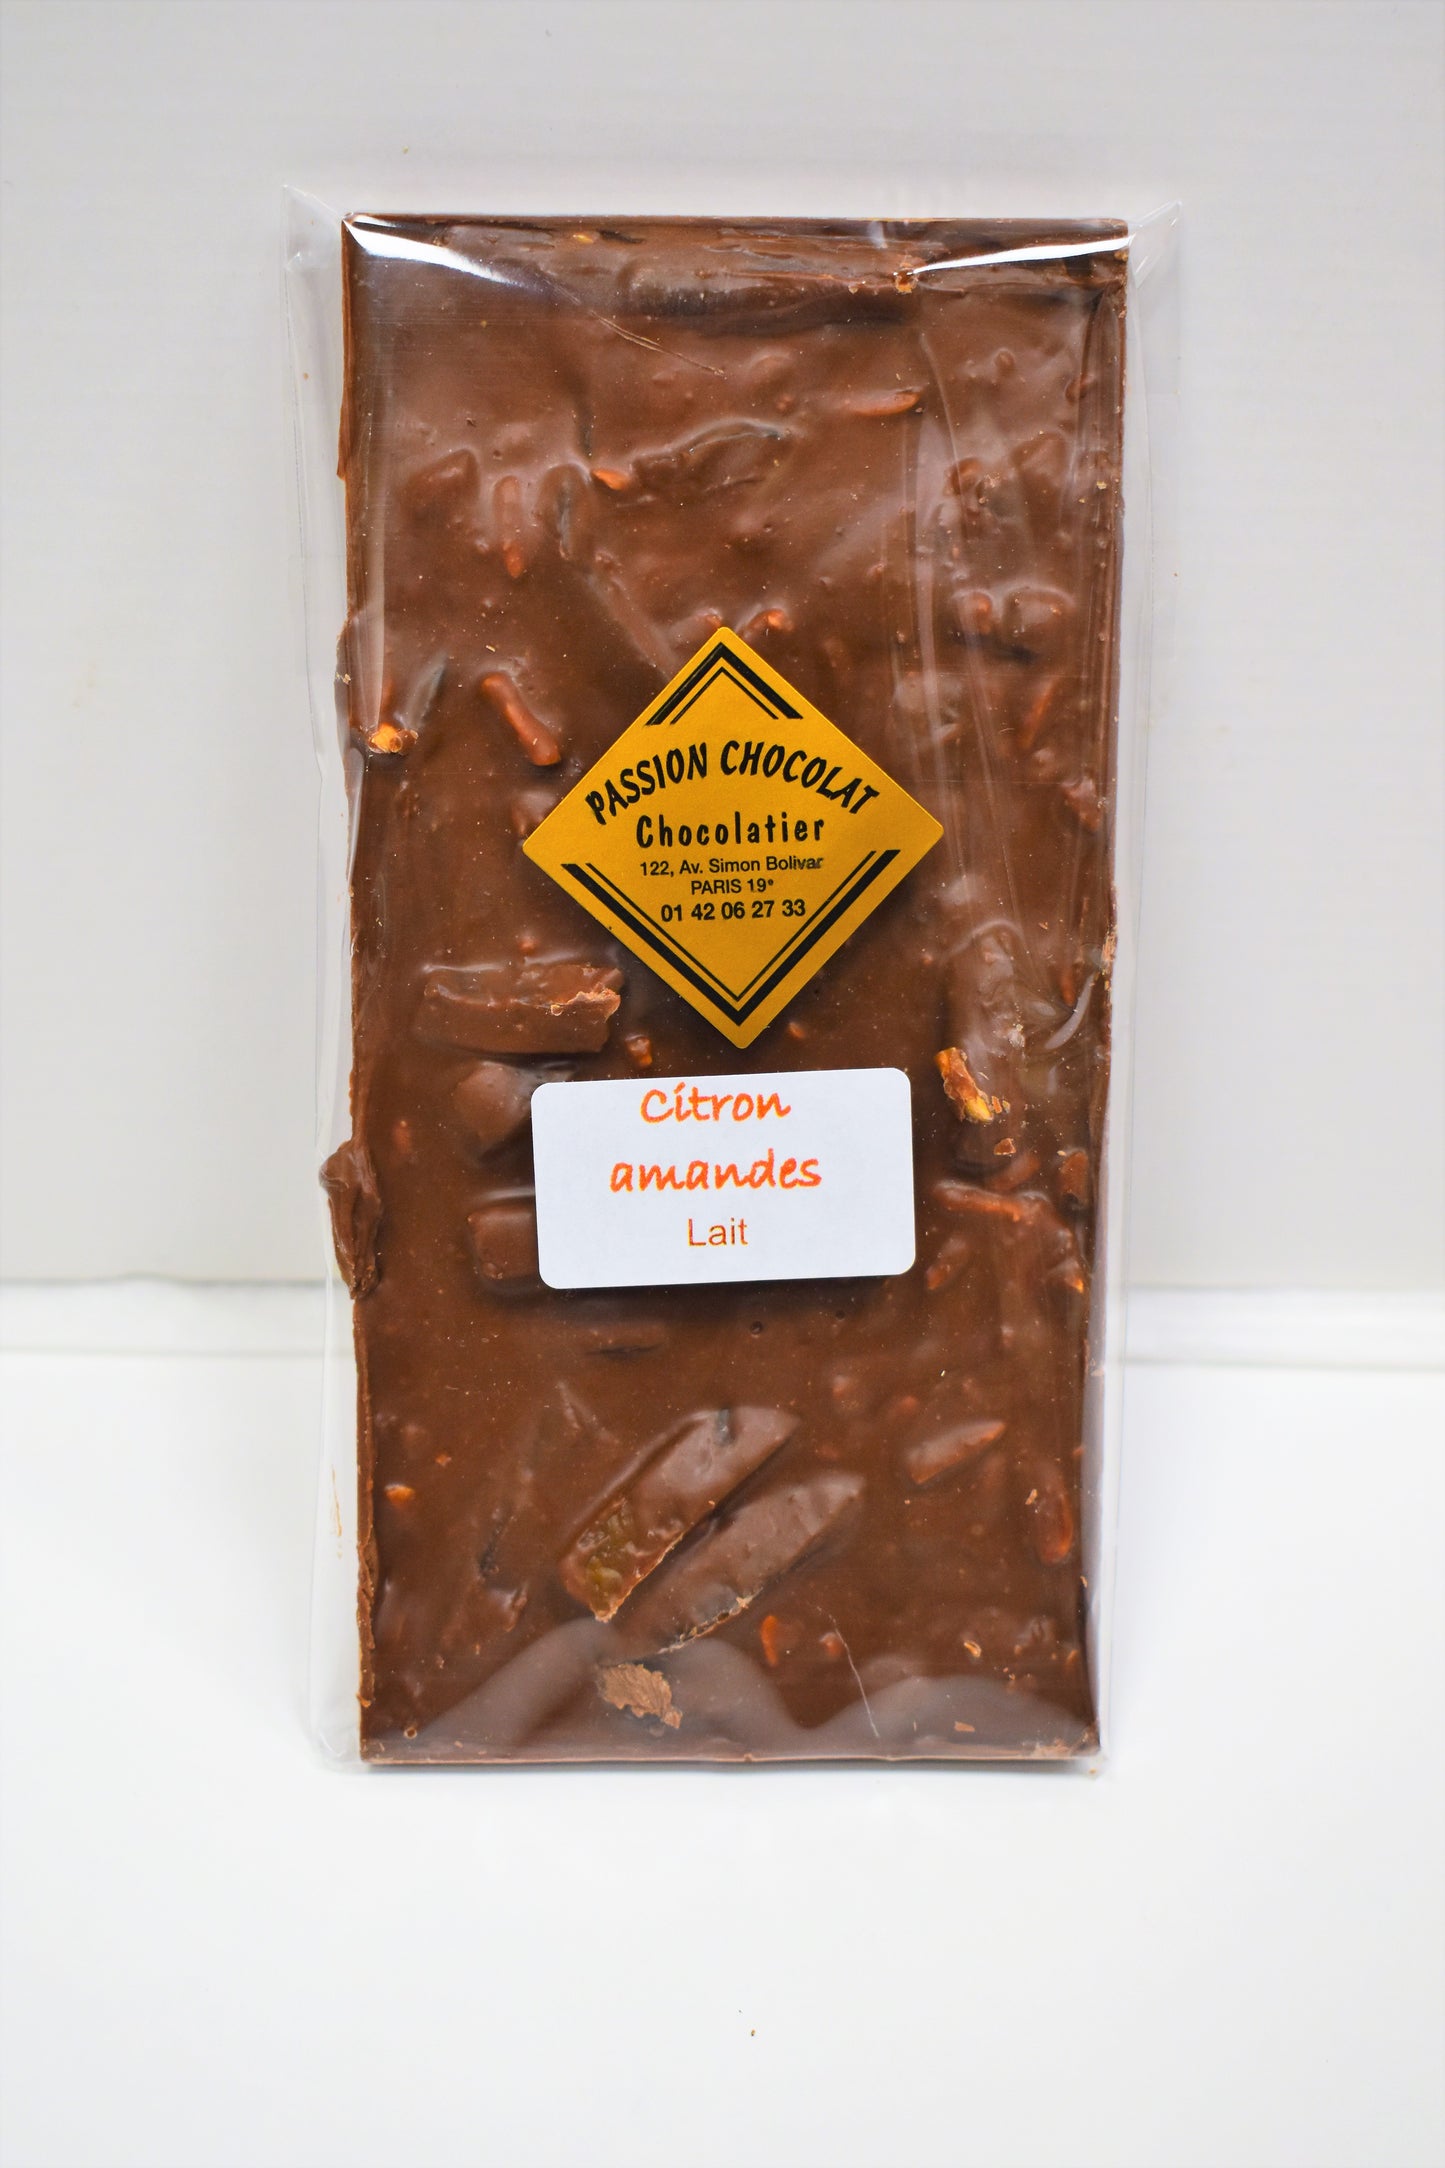 PASSION CHOCOLAT
Chocolatier
122, Av. Simon Bolivar
PARIS 19e
01 42 06 27 33
Citron
amandes
Lait